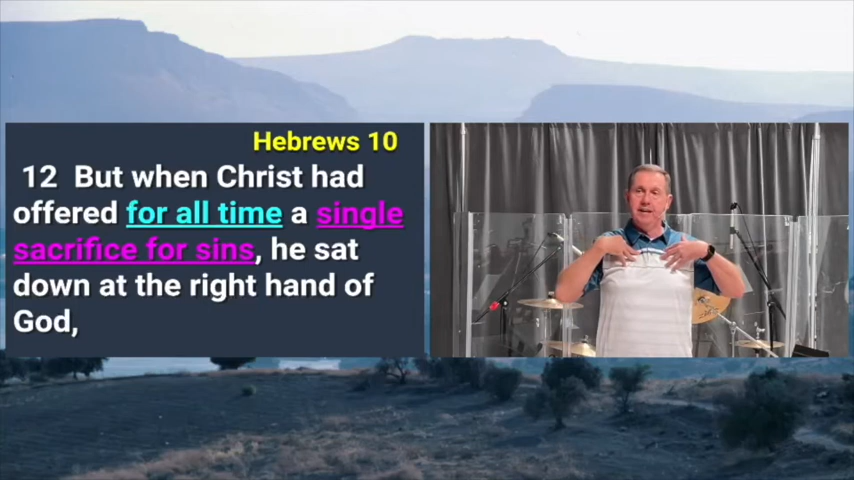 Hebrews 10
12 But when Christ had
offered for all time a single
sacrifice for sins, he sat
down at the right hand of
God,